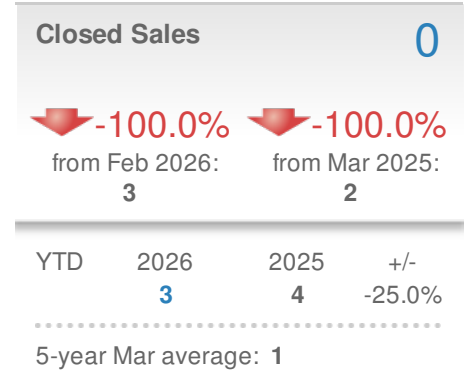 Closed Sales 0
-100.0% -100.0%
from Feb 2026: from Mar 2025:
3 2
YTD 2026 2025 +/-
3 4 -25.0%
5-year Mar average: 1